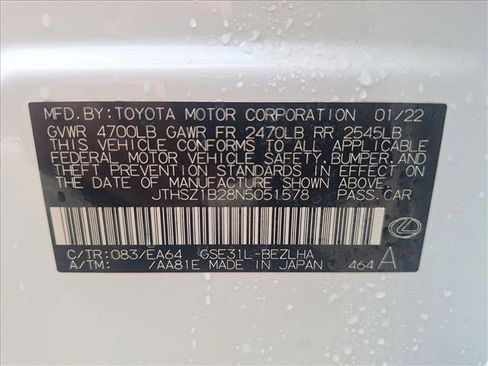 MFD.BY:TOYOTA MOTOR CORPORATION 01/22
GVWR 4700LB GAWR FR 2470LB RR 2545LB
THIS VEHICLE CONFORMS TO ALL APPLICABLE
FEDERAL MOTOR VEHICLE SAFETY,BUMPER,AND
THEFT PREVENTION STANDARDS IN EFFECT ON
THE DATE OF MANUFACTURE SHOWN ABOVE.
JTHSZ1B28N5051578 PASS.CAR
C/TR:083/EA64 GSE31L-BEZLHA
A/TM: /AA81E MADE IN JAPAN 464 A